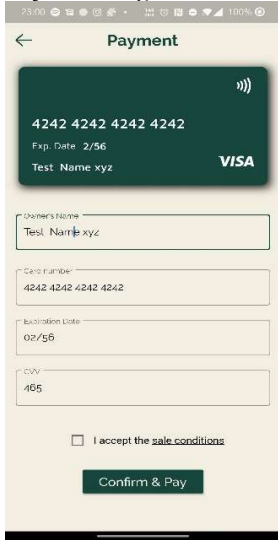 23:00 100%
Payment
4242 4242 4242 4242
Exp. Date 2/56
Test Name xyz
VISA
Owner's Name
Test Name xyz
Card number
4242 4242 4242 4242
Expiration Date
02/56
CVV
465
I accept the sale conditions
Confirm & Pay